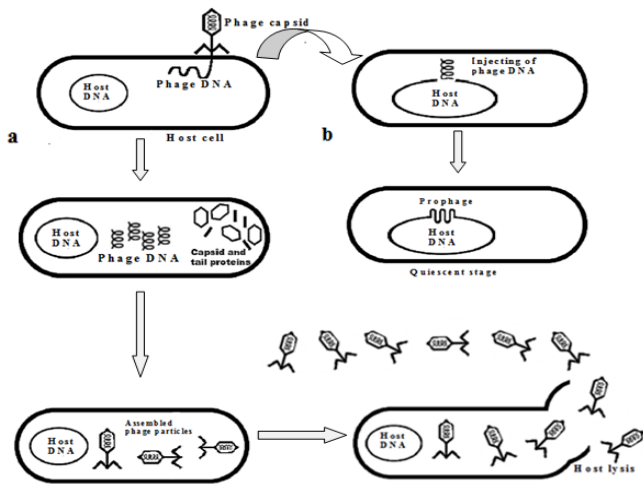 Phage capsid
Host
DNA
Phage DNA
Host cell
a
Injecting of
phage DNA
Host
DNA
b
Host
DNA
Phage DNA
Capsid and
tail proteins
Prophage
Host
DNA
Quiescent stage
Assembled
phage particles
Host
DNA
Host
DNA
Host lysis